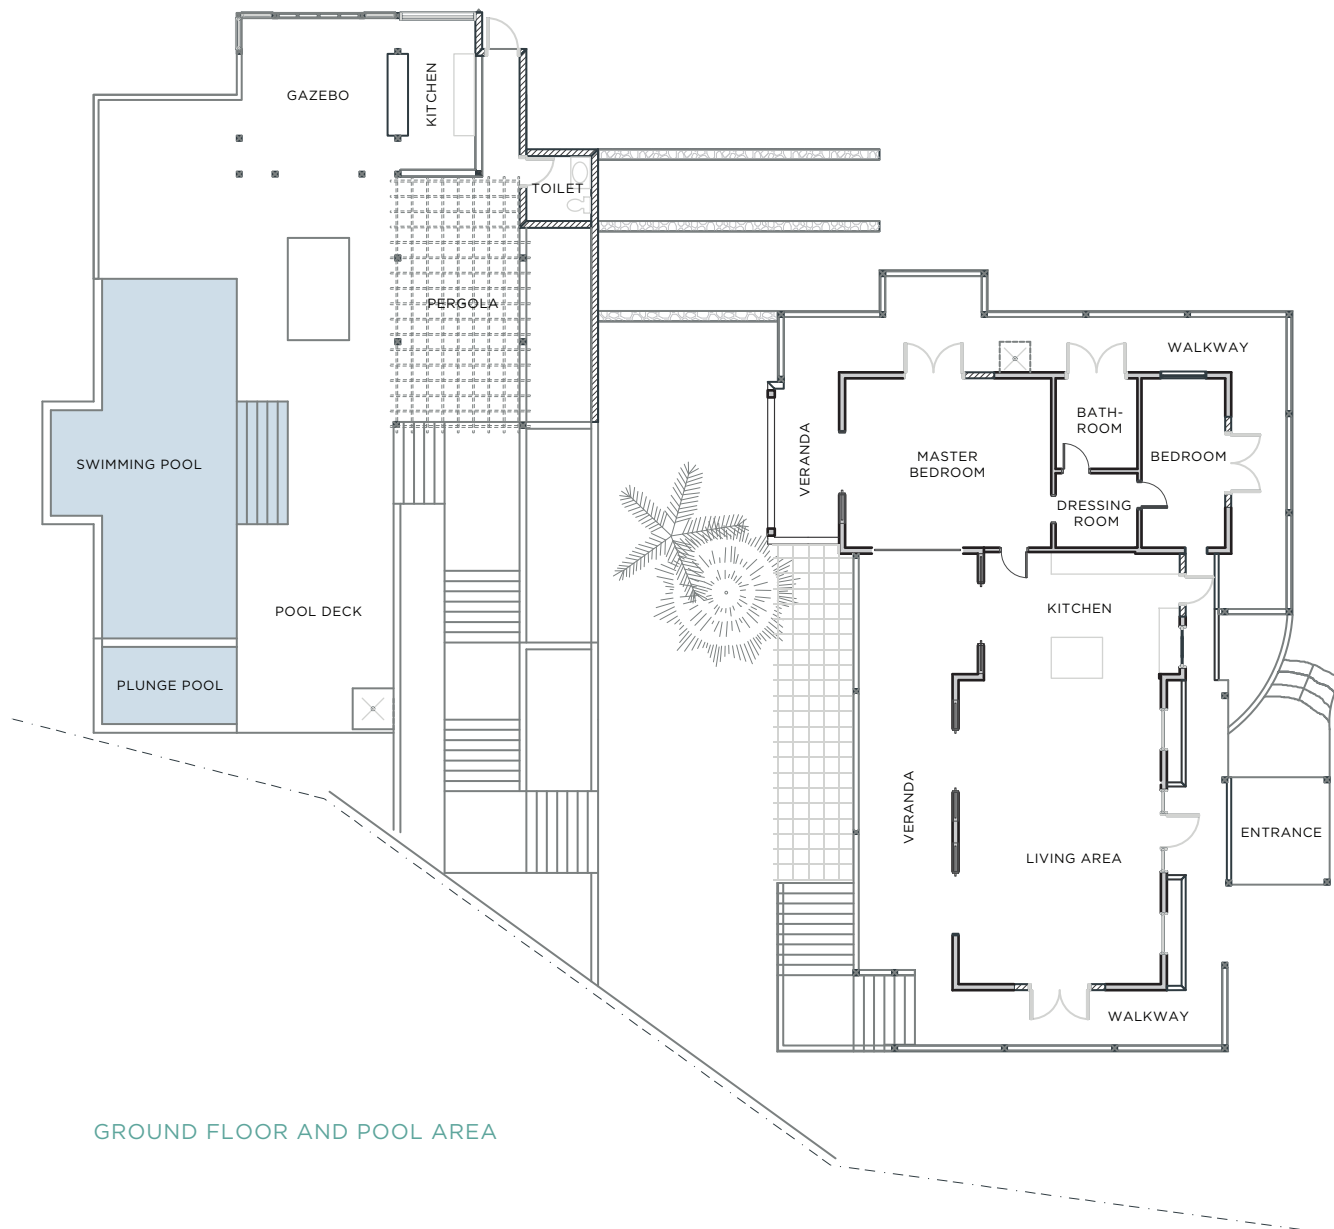 GAZEBO
KITCHEN
TOILET
PERGOLA
WALKWAY
BATH-
ROOM
BEDROOM
MASTER
BEDROOM
VERANDA
DRESSING
ROOM
SWIMMING POOL
POOL DECK
KITCHEN
PLUNGE POOL
VERANDA
ENTRANCE
LIVING AREA
WALKWAY
GROUND FLOOR AND POOL AREA